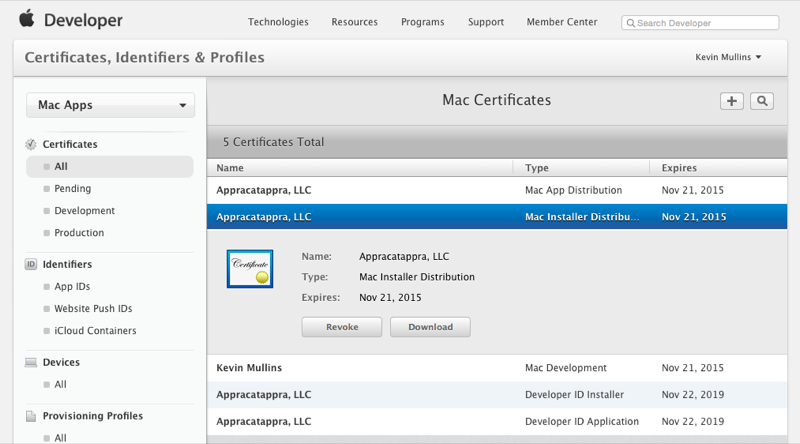 Developer
Technologies Resources Programs Support Member Center Search Developer
Certificates, Identifiers & Profiles Kevin Mullins
Mac Apps
Mac Certificates
5 Certificates Total
Certificates
All
Pending
Development
Production
ID Identifiers
App IDs
Website Push IDs
iCloud Containers
Devices
All
Provisioning Profiles
All
Name Type Expires
Appracatappra, LLC Mac App Distribution Nov 21, 2015
Appracatappra, LLC Mac Installer Distribu... Nov 21, 2015
Certificate
Name: Appracatappra, LLC
Type: Mac Installer Distribution
Expires: Nov 21, 2015
Revoke Download
Kevin Mullins Mac Development Nov 21, 2015
Appracatappra, LLC Developer ID Installer Nov 22, 2019
Appracatappra, LLC Developer ID Application Nov 22, 2019